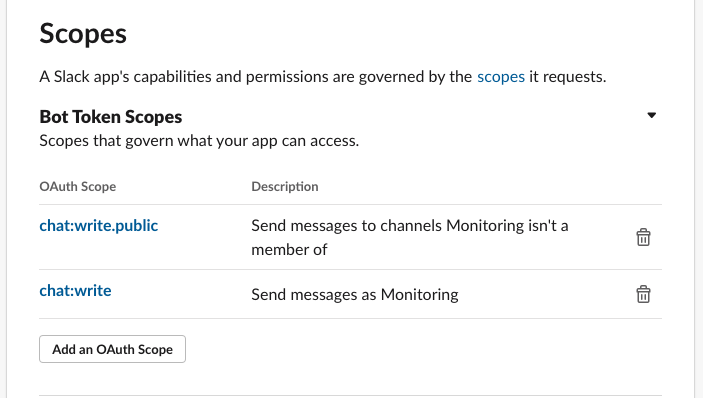 Scopes
A Slack app's capabilities and permissions are governed by the scopes it requests.
Bot Token Scopes
Scopes that govern what your app can access.
OAuth Scope Description
chat:write.public Send messages to channels Monitoring isn't a
member of
chat:write Send messages as Monitoring
Add an OAuth Scope